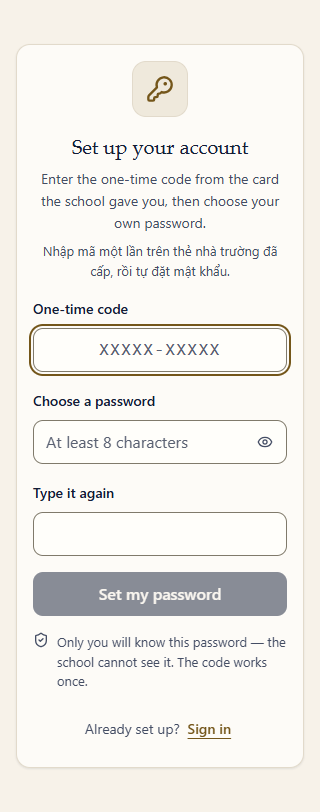 Set up your account
Enter the one-time code from the card
the school gave you, then choose your
own password.
Nhập mã một lần trên thẻ nhà trường đã
cấp, rồi tự đặt mật khẩu.
One-time code
XXXXX-XXXXX
Choose a password
At least 8 characters
Type it again
Set my password
Only you will know this password — the
school cannot see it. The code works
once.
Already set up? Sign in